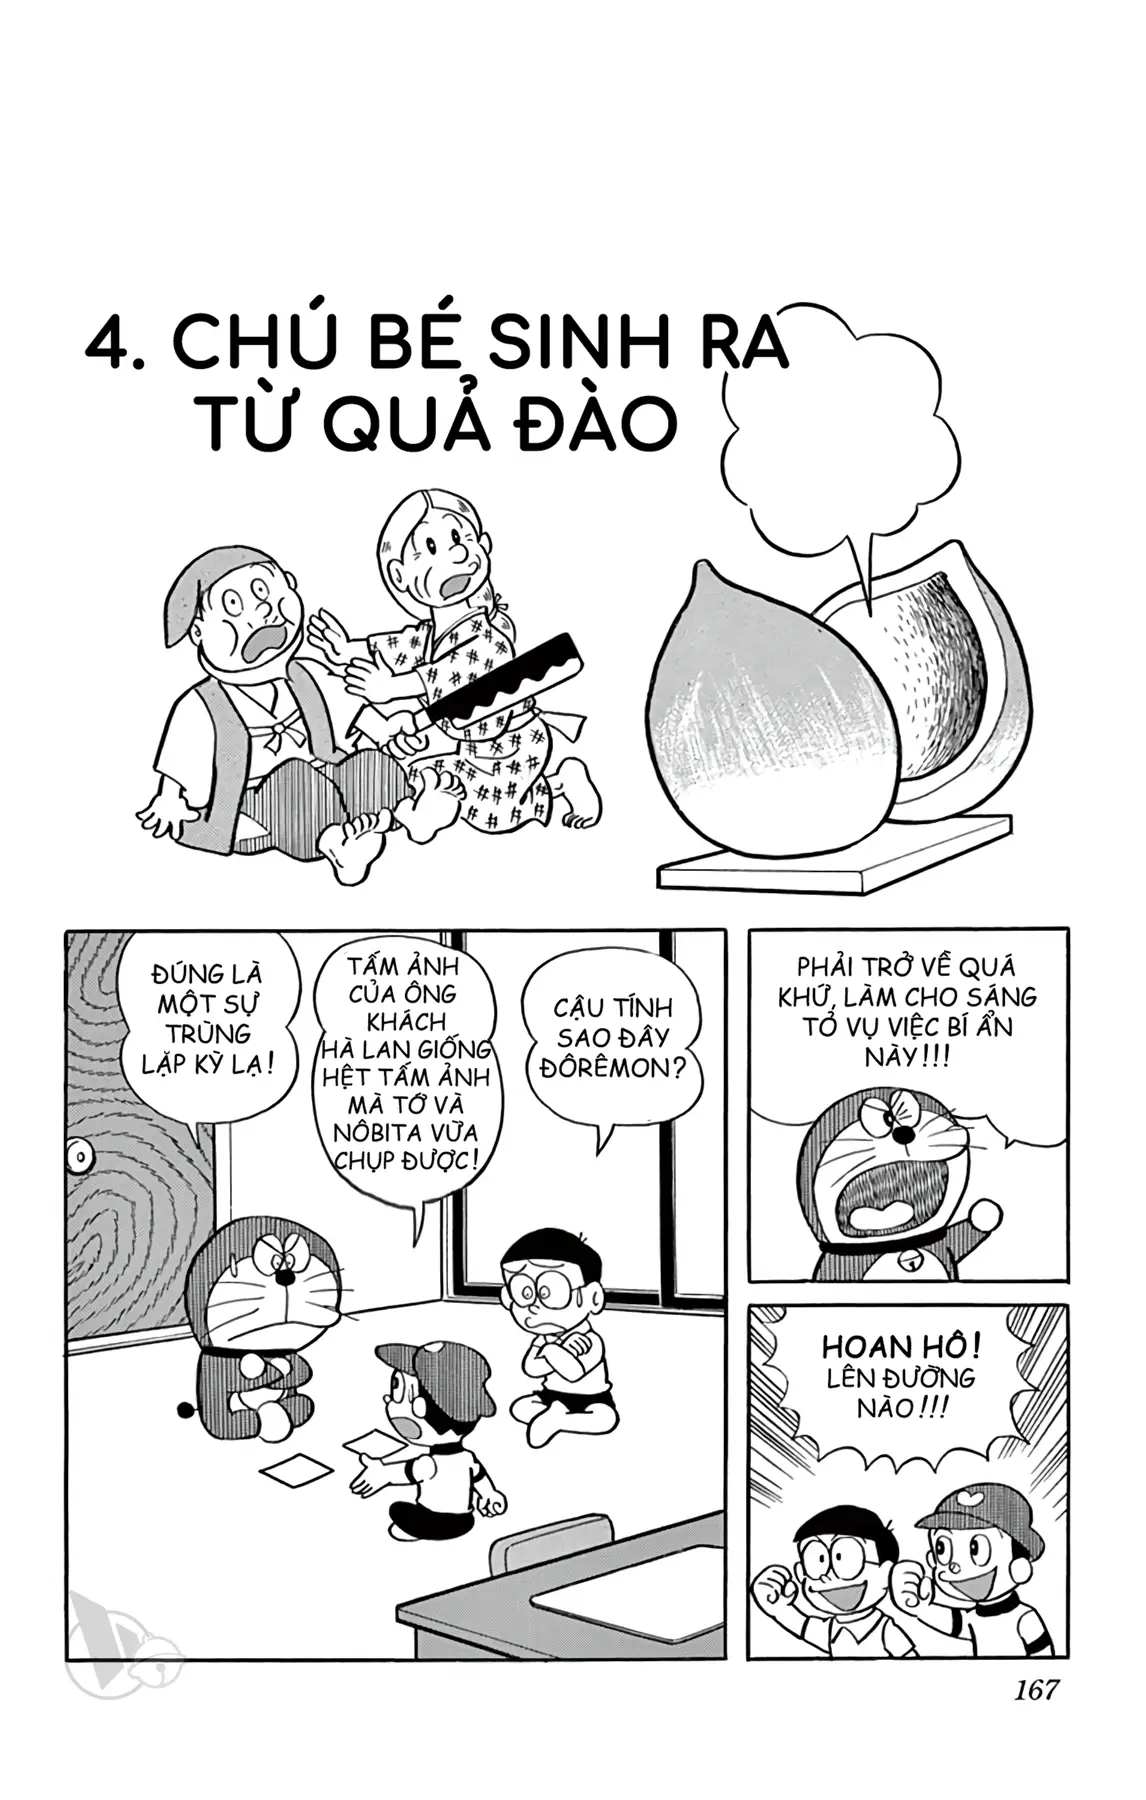 4. CHÚ BÉ SINH RA
TỪ QUẢ ĐÀO
ĐÚNG LÀ
MỘT SỰ
TRÙNG
LẶP KỲ LẠ!
TẤM ẢNH
CỦA ÔNG
KHÁCH
HÀ LAN GIỐNG
HỆT TẤM ẢNH
MÀ TỚ VÀ
NÔBITA VỪA
CHỤP ĐƯỢC!
CẬU TÍNH
SAO ĐÂY
ĐÔRÊMON?
PHẢI TRỞ VỀ QUÁ
KHỨ, LÀM CHO SÁNG
TỎ VỤ VIỆC BÍ ẨN
NÀY!!!
HOAN HÔ!
LÊN ĐƯỜNG
NÀO!!!
167